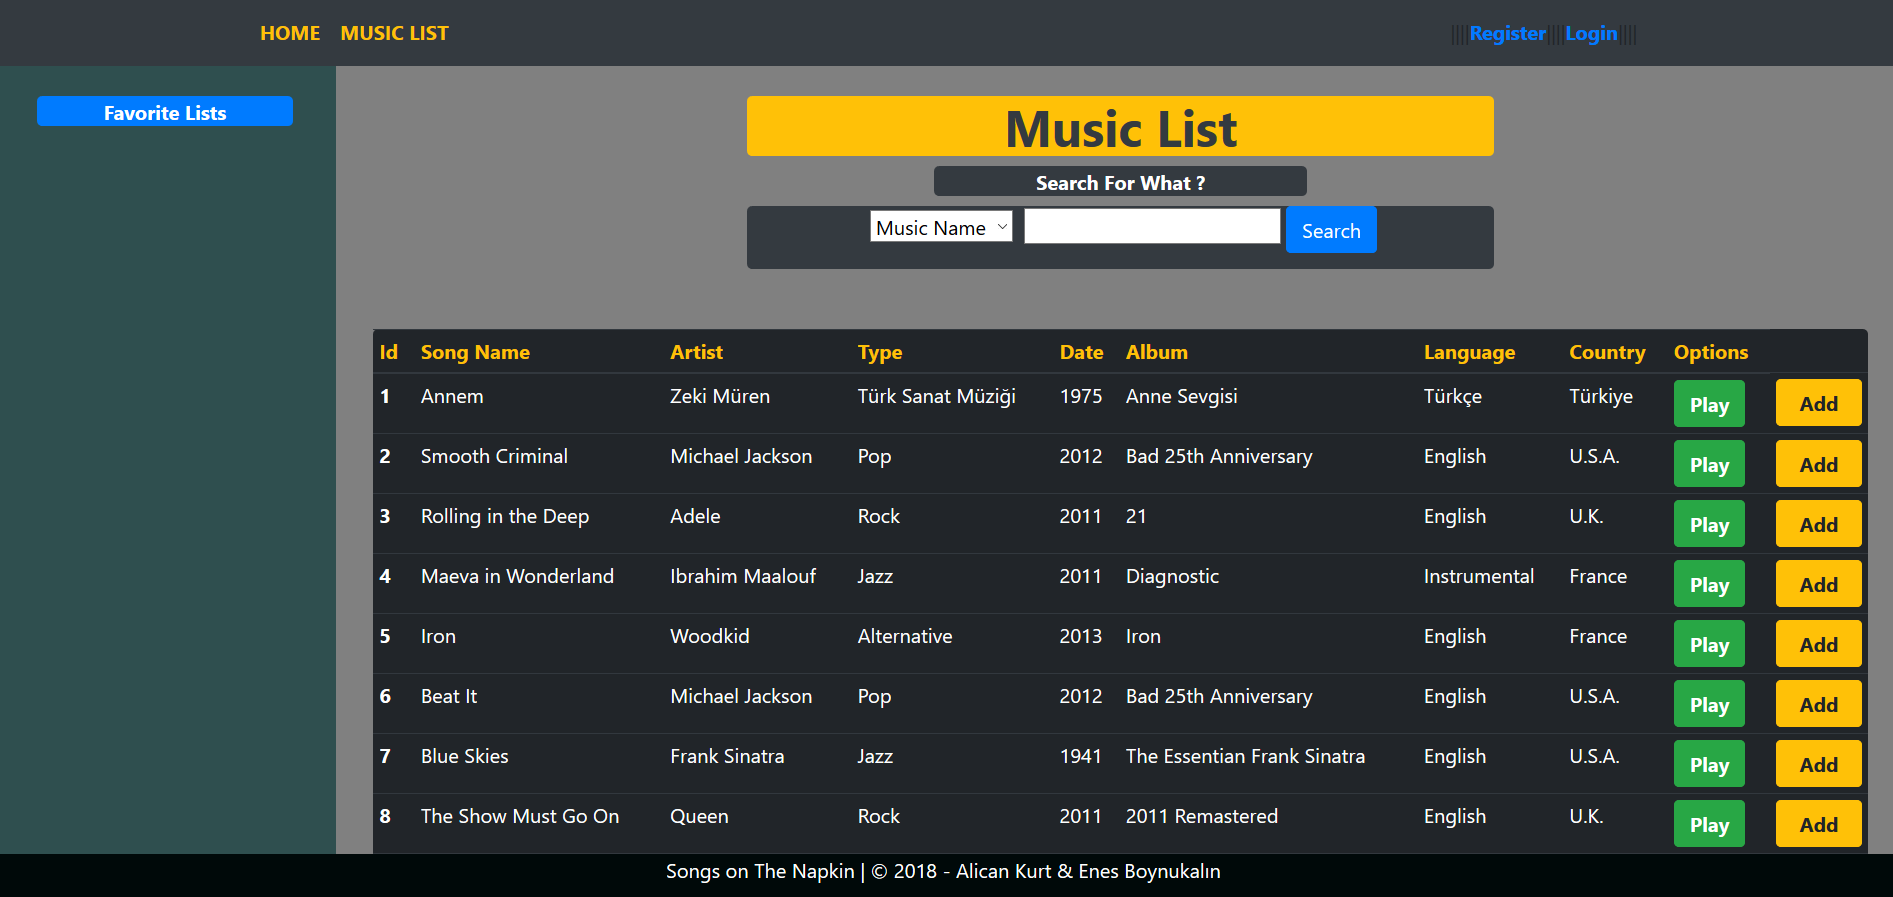 HOME MUSIC LIST ||||Register||||Login||||
Favorite Lists
Music List
Search For What ?
Music Name Search
Id Song Name Artist Type Date Album Language Country Options
1 Annem Zeki Müren Türk Sanat Müziği 1975 Anne Sevgisi Türkçe Türkiye Play Add
2 Smooth Criminal Michael Jackson Pop 2012 Bad 25th Anniversary English U.S.A. Play Add
3 Rolling in the Deep Adele Rock 2011 21 English U.K. Play Add
4 Maeva in Wonderland Ibrahim Maalouf Jazz 2011 Diagnostic Instrumental France Play Add
5 Iron Woodkid Alternative 2013 Iron English France Play Add
6 Beat It Michael Jackson Pop 2012 Bad 25th Anniversary English U.S.A. Play Add
7 Blue Skies Frank Sinatra Jazz 1941 The Essentian Frank Sinatra English U.S.A. Play Add
8 The Show Must Go On Queen Rock 2011 2011 Remastered English U.K. Play Add
Songs on The Napkin | © 2018 - Alican Kurt & Enes Boynukalın